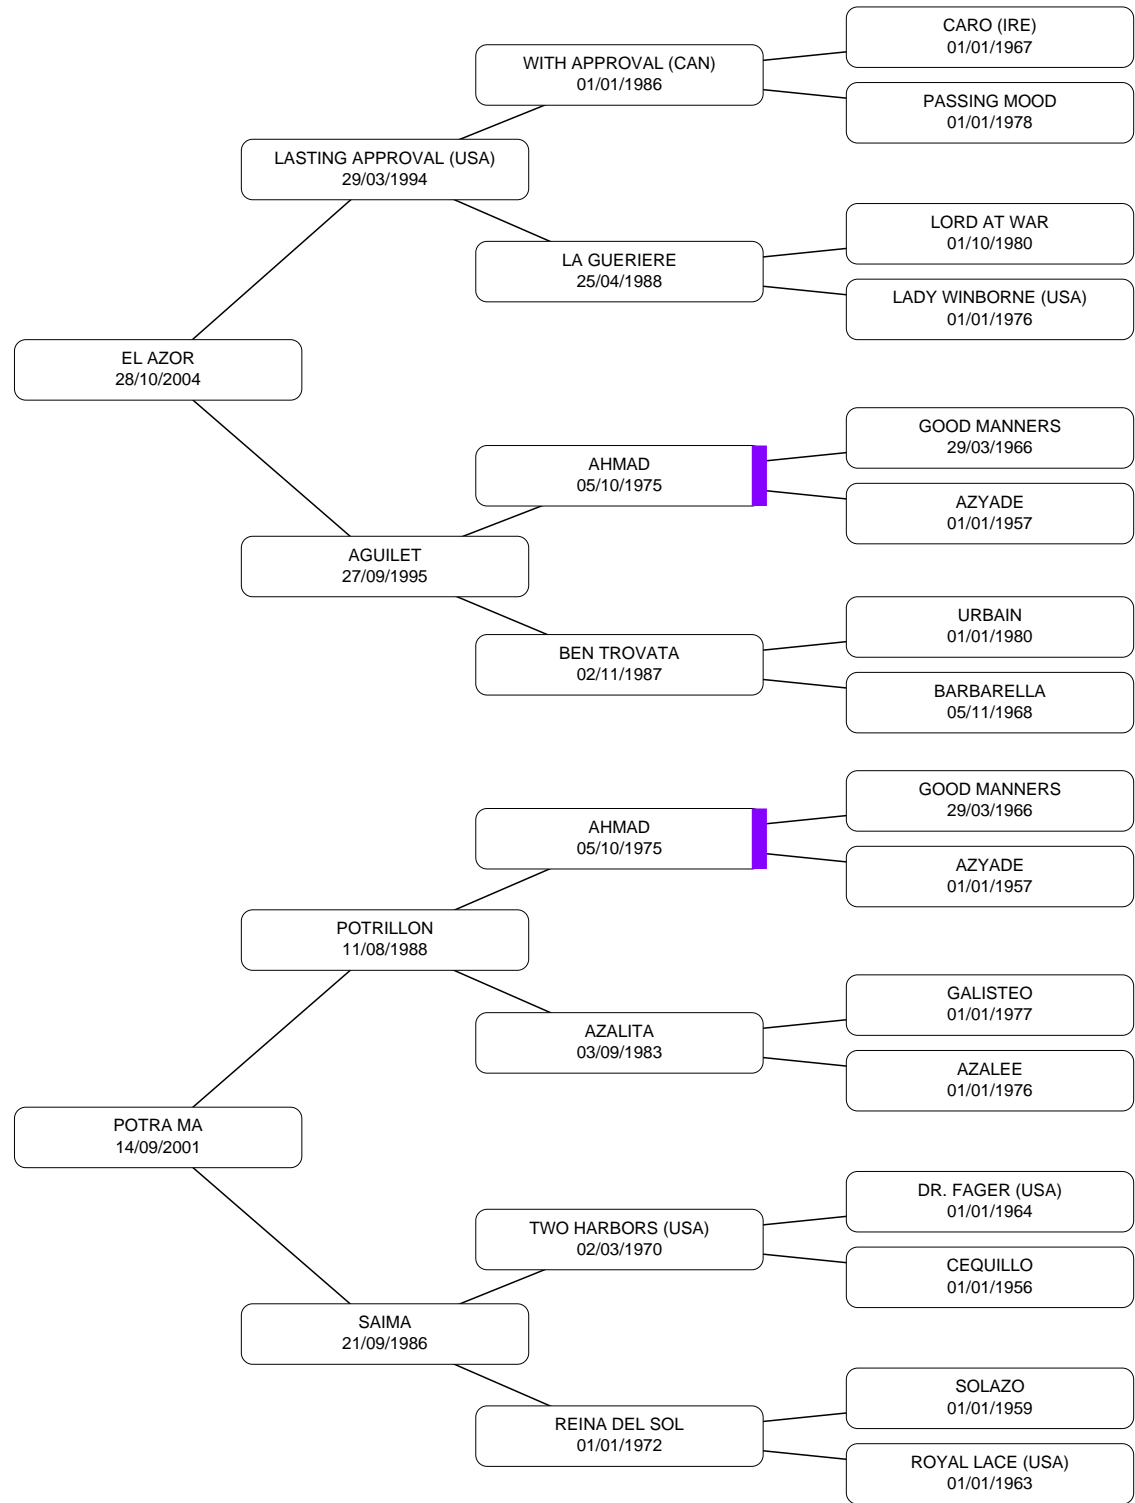 CARO (IRE)
01/01/1967
WITH APPROVAL (CAN)
01/01/1986
PASSING MOOD
01/01/1978
LASTING APPROVAL (USA)
29/03/1994
LORD AT WAR
01/10/1980
LA GUERIERE
25/04/1988
LADY WINBORNE (USA)
01/01/1976
EL AZOR
28/10/2004
GOOD MANNERS
29/03/1966
AHMAD
05/10/1975
AZYADE
01/01/1957
AGUILET
27/09/1995
URBAIN
01/01/1980
BEN TROVATA
02/11/1987
BARBARELLA
05/11/1968
GOOD MANNERS
29/03/1966
AHMAD
05/10/1975
AZYADE
01/01/1957
POTRILLON
11/08/1988
GALISTEO
01/01/1977
AZALITA
03/09/1983
AZALEE
01/01/1976
POTRA MA
14/09/2001
DR. FAGER (USA)
01/01/1964
TWO HARBORS (USA)
02/03/1970
CEQUILLO
01/01/1956
SAIMA
21/09/1986
SOLAZO
01/01/1959
REINA DEL SOL
01/01/1972
ROYAL LACE (USA)
01/01/1963